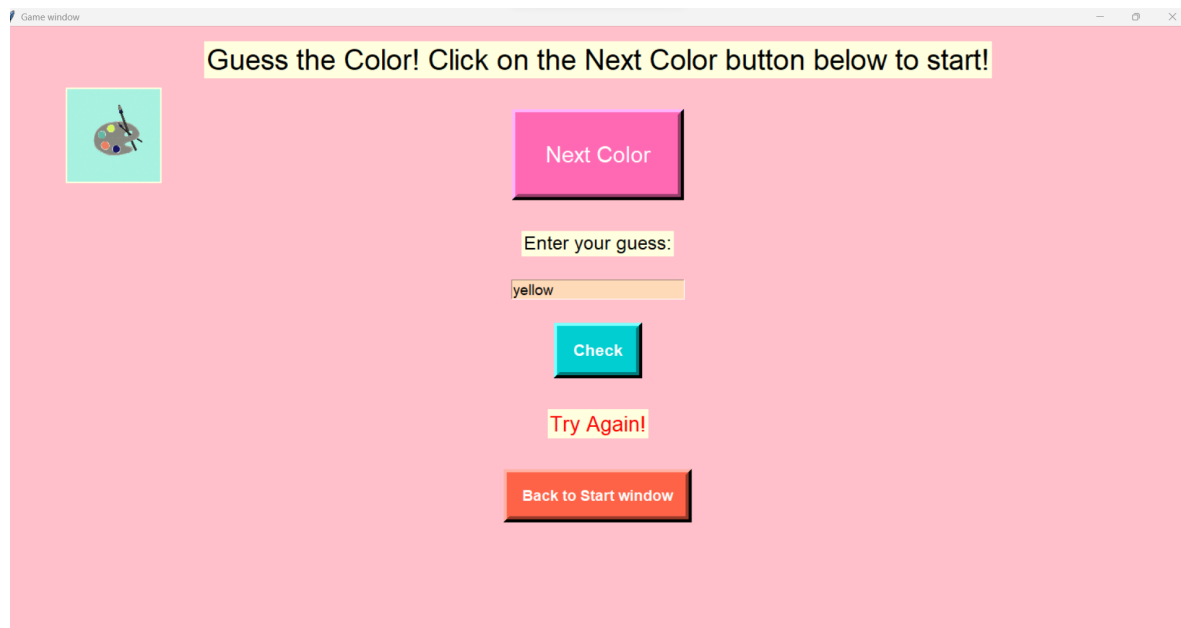 Game window
Guess the Color! Click on the Next Color button below to start!
Next Color
Enter your guess:
yellow
Check
Try Again!
Back to Start window